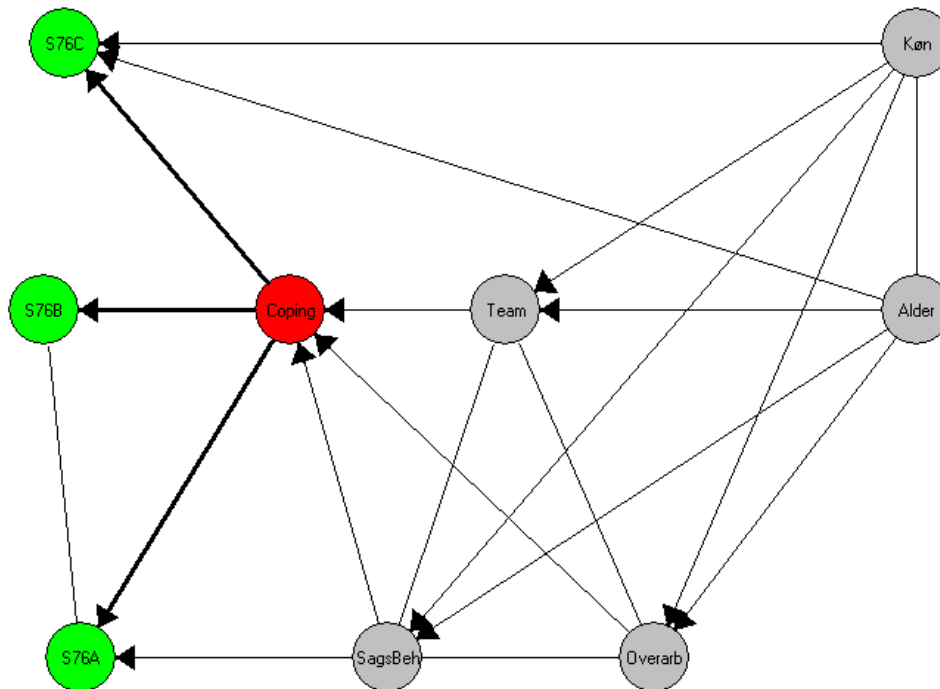 S76C
Køn
S76B
Coping
Team
Alder
S76A
SagsBeh
Overarb